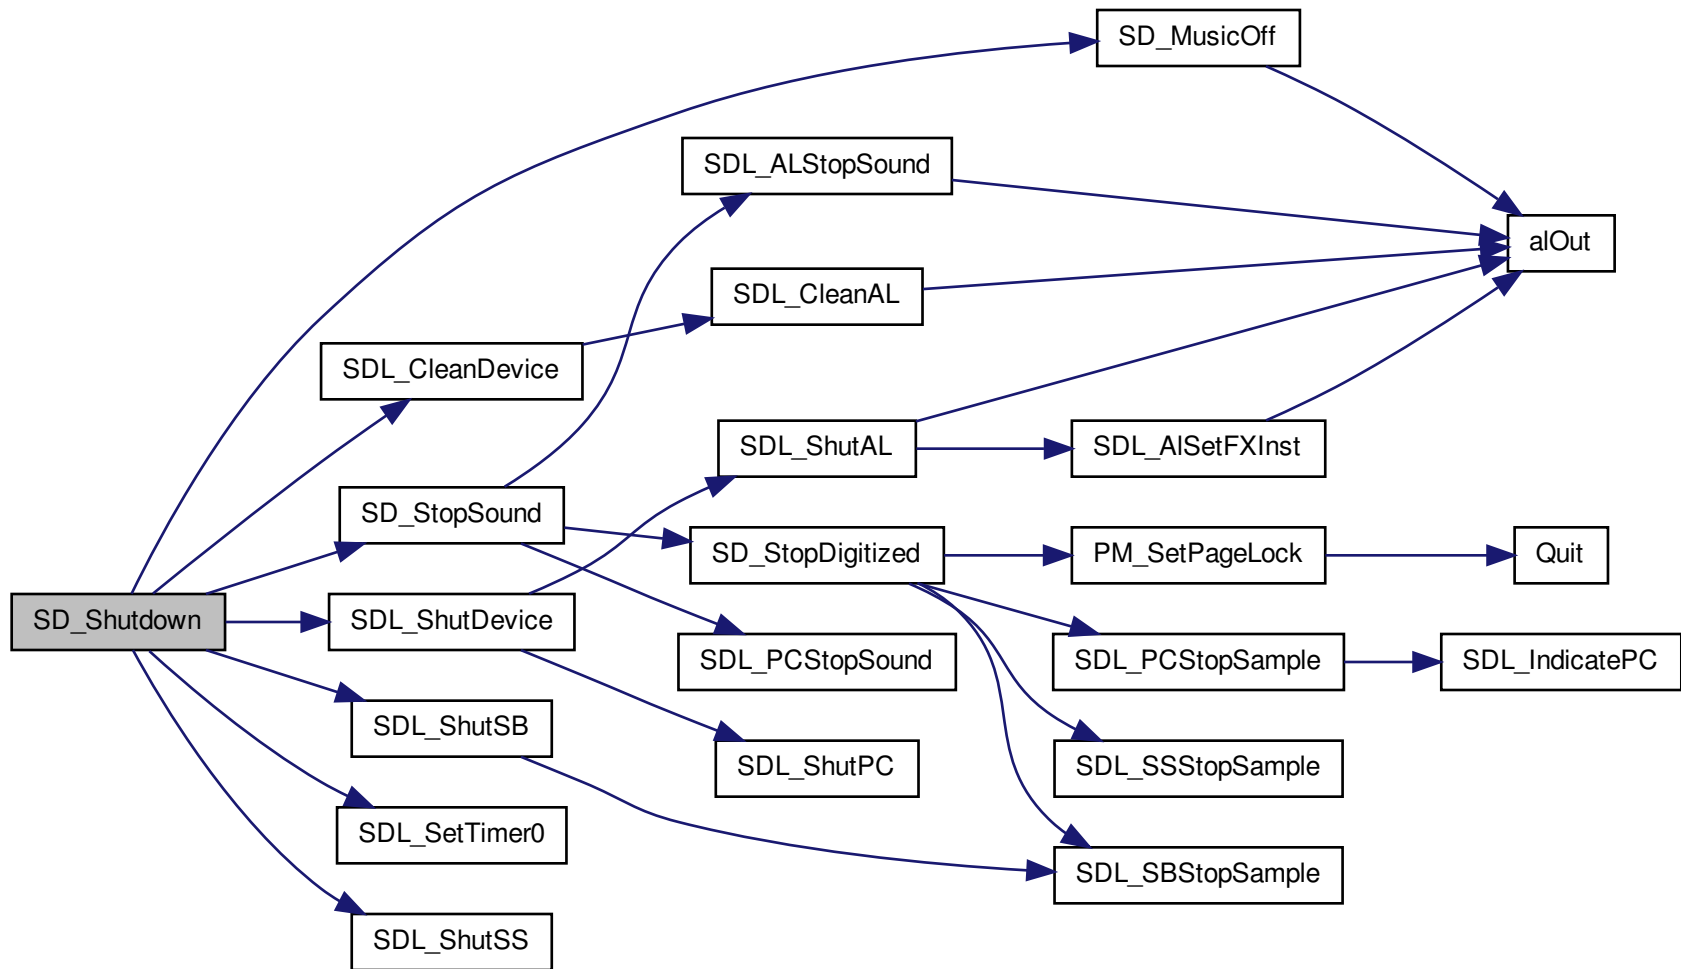 SD_MusicOff
SDL_ALStopSound
alOut
SDL_CleanAL
SDL_CleanDevice
SDL_ShutAL
SDL_AlSetFXInst
SD_StopSound
SD_StopDigitized
PM_SetPageLock
Quit
SD_Shutdown
SDL_ShutDevice
SDL_PCStopSound
SDL_PCStopSample
SDL_IndicatePC
SDL_ShutSB
SDL_ShutPC
SDL_SSStopSample
SDL_SetTimer0
SDL_SBStopSample
SDL_ShutSS